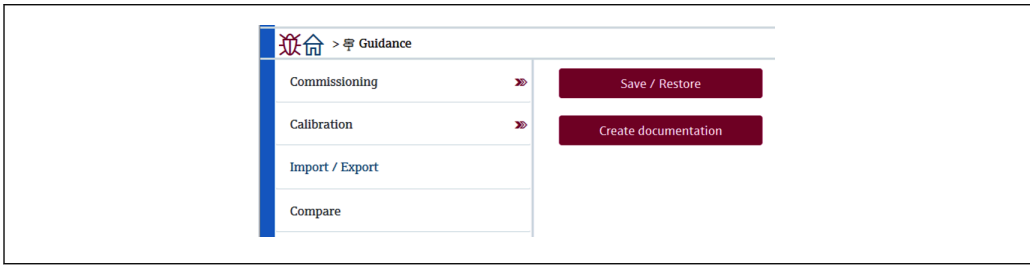 > Guidance
Commissioning
Calibration
Import / Export
Compare
Save / Restore
Create documentation